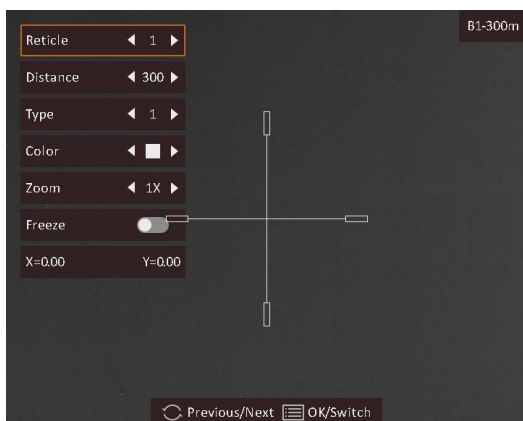 B1-300m
Reticle 1
Distance 300
Type 1
Color
Zoom 1X
Freeze
X=0.00 Y=0.00
Previous/Next OK/Switch